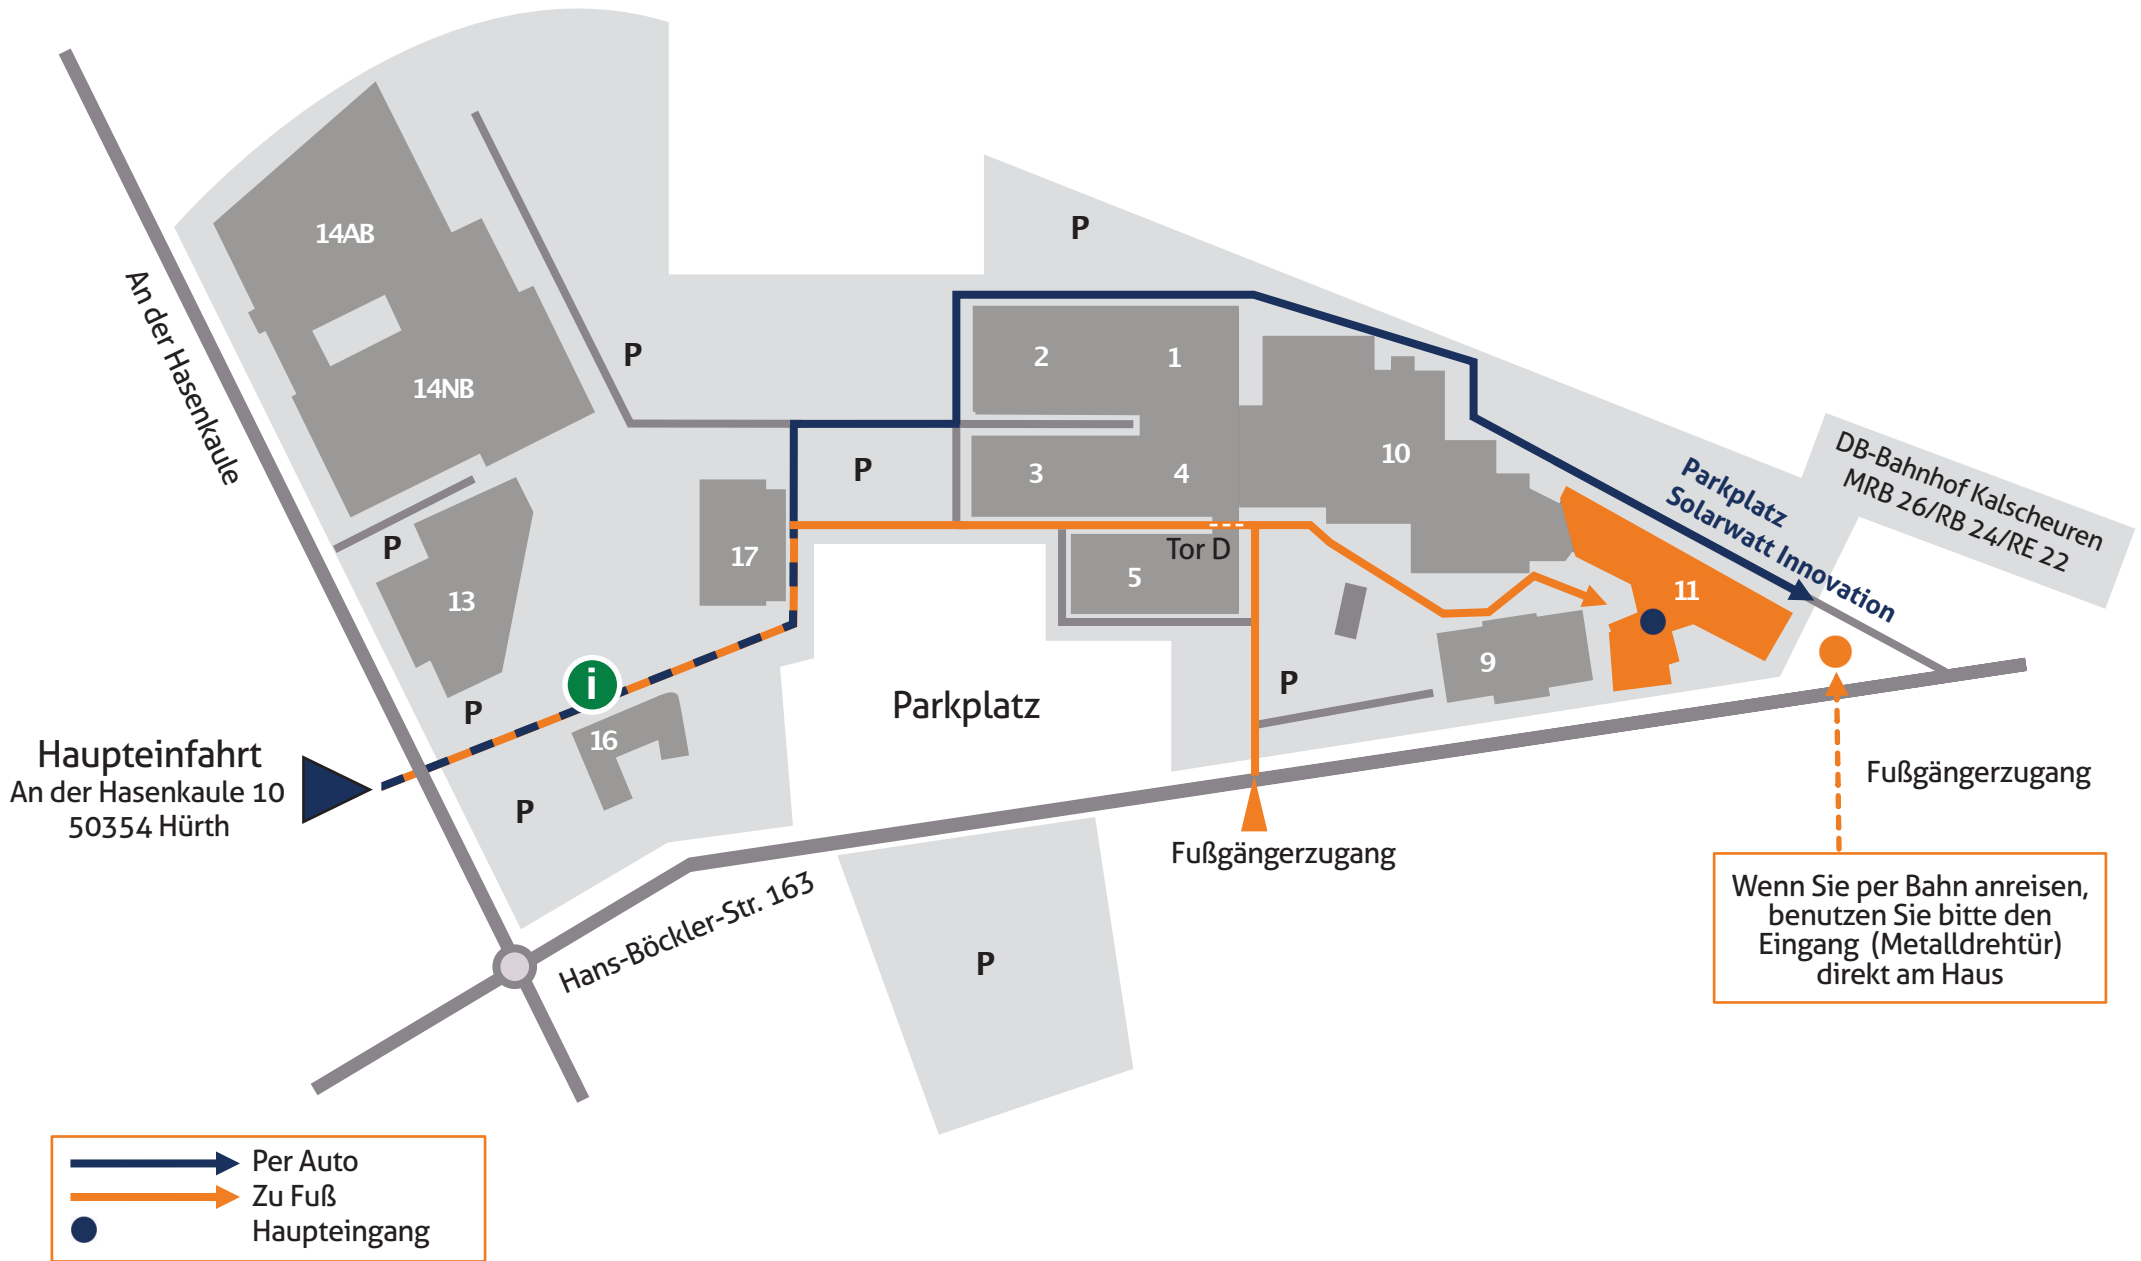 P
14AB
An der Hasenkaule
P
14NB
2
1
P
3
4
10
DB-Bahnhof Kalscheuren
MRB 26/RB 24/RE 22
Parkplatz
Solarwatt Innovation
P
13
17
Tor D
5
11
i
16
P
P
9
Parkplatz
P
Haupteinfahrt
An der Hasenkaule 10
50354 Hürth
P
Fußgängerzugang
Fußgängerzugang
Hans-Böckler-Str. 163
P
Wenn Sie per Bahn anreisen,
benutzen Sie bitte den
Eingang (Metalldrehtür)
direkt am Haus
Per Auto
Zu Fuß
Haupteingang